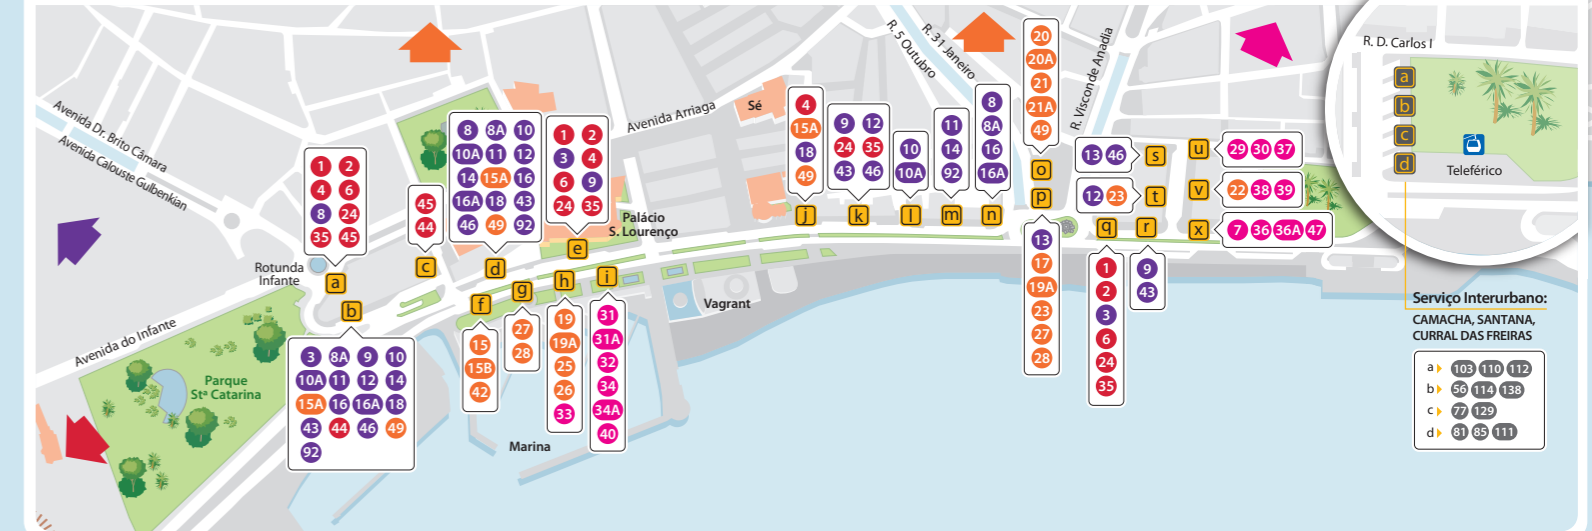 Avenida Dr. Brito Câmara
Avenida Calouste Gulbenkian
Rotunda
Infante
Avenida do Infante
Parque
Stª Catarina
1 2
4 6
8 24
35 45
a
b
3 8A 9 10
10A 11 12 14
15A 16 16A 18
43 44 46 49
92
45
44
c
8 8A 10
10A 11 12
14 15A 16
16A 18 43
46 49 92
d
1 2
3 4
6 9
24 35
e
Palácio
S. Lourenço
f
15
15B
42
g
27
28
h
19
19A
25
26
33
i
31
31A
32
34
34A
40
Marina
Vagrant
Avenida Arriaga
Sé
4
15A
18
49
j
9 12
24 35
43 46
k
10
10A
l
11
14
92
m
8
8A
16
16A
n
R. 5 Outubro
R. 31 Janeiro
20
20A
21
21A
49
o
p
13
17
19A
23
27
28
R. Visconde Anadia
13 46 s
12 23 t
q
1
2
3
6
24
35
r
9
43
u 29 30 37
v 22 38 39
x 7 36 36A 47
R. D. Carlos I
a
b
c
d
Teleférico
Serviço Interurbano:
CAMACHA, SANTANA,
CURRAL DAS FREIRAS
a 103 110 112
b 56 114 138
c 77 129
d 81 85 111